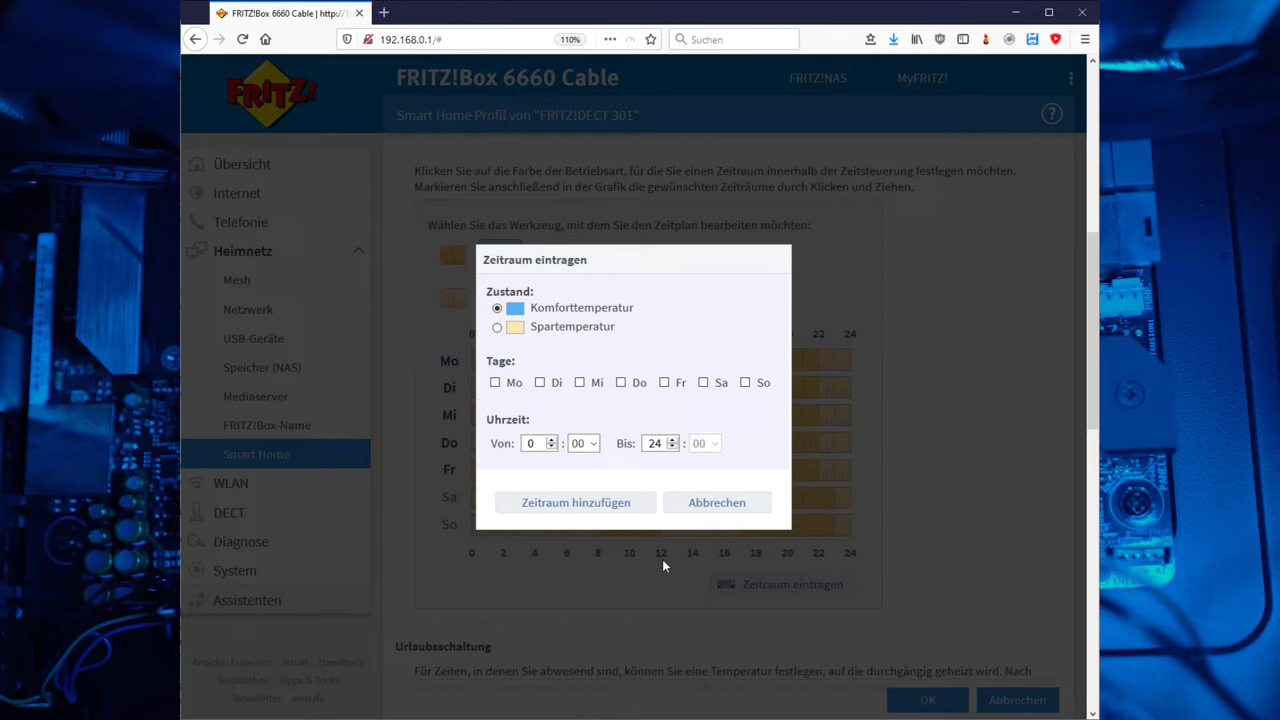 FRITZ!Box 6660 Cable | http://1
192.168.0.1/#
110%
Suchen
FRITZ!
FRITZ!Box 6660 Cable
FRITZ!NAS
MyFRITZ!
Smart Home Profil von "FRITZ!DECT 301"
Übersicht
Internet
Telefonie
Heimnetz
Mesh
Netzwerk
USB-Geräte
Speicher (NAS)
Mediaserver
FRITZ!Box-Name
Smart Home
WLAN
DECT
Diagnose
System
Assistenten
Ansicht: Erweitert Inhalt Handbuch
Rechtliches Tipps & Tricks
Newsletter avm.de
Klicken Sie auf die Farbe der Betriebsart, für die Sie einen Zeitraum innerhalb der Zeitsteuerung festlegen möchten.
Markieren Sie anschließend in der Grafik die gewünschten Zeiträume durch Klicken und Ziehen.
Wählen Sie das Werkzeug, mit dem Sie den Zeitplan bearbeiten möchten:
Zeitraum eintragen
Zustand:
Komforttemperatur
Spartemperatur
Tage:
Mo Di Mi Do Fr Sa So
Uhrzeit:
Von: 0 : 00 Bis: 24 : 00
Zeitraum hinzufügen Abbrechen
0 22 24
Mo
Di
Mi
Do
Fr
Sa
So
0 2 4 6 8 10 12 14 16 18 20 22 24
Zeitraum eintragen
Urlaubsschaltung
Für Zeiten, in denen Sie abwesend sind, können Sie eine Temperatur festlegen, auf die durchgängig geheizt wird. Nach
OK Abbrechen
PANEL